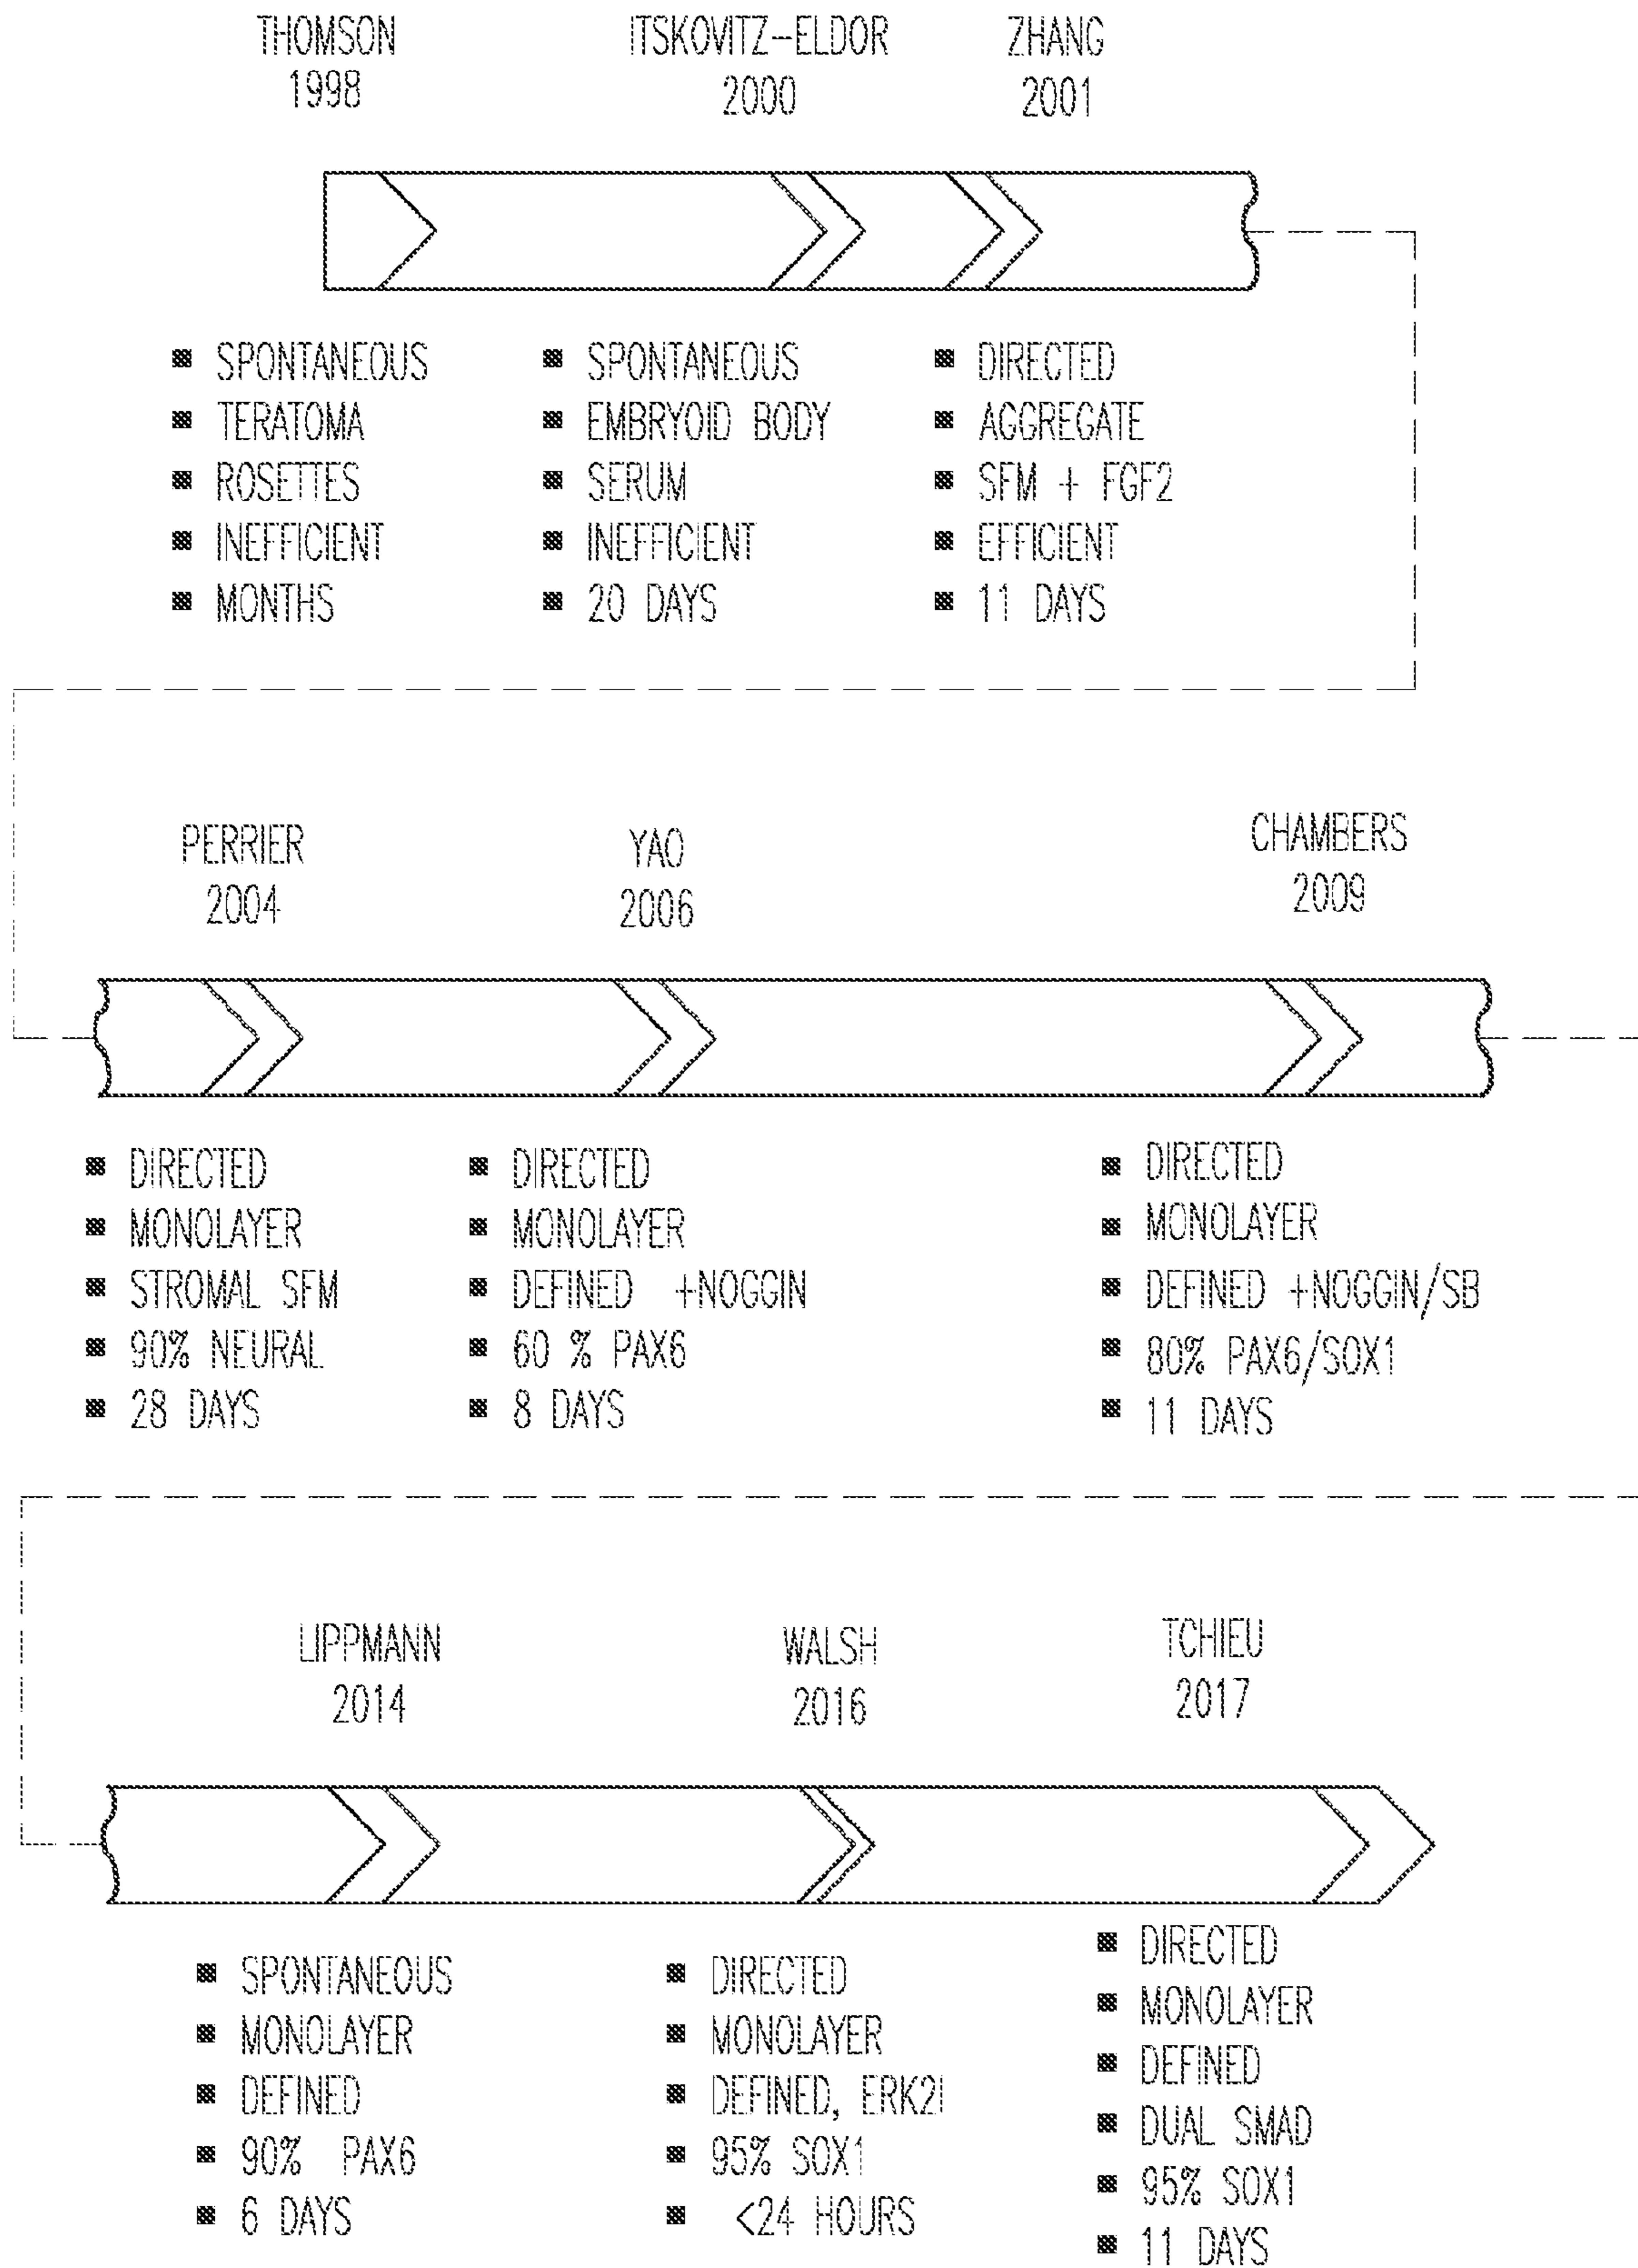 THOMSON
1998
ITSKOVITZ-ELDOR
2000
ZHANG
2001
▪ SPONTANEOUS
▪ TERATOMA
▪ ROSETTES
▪ INEFFICIENT
▪ MONTHS
▪ SPONTANEOUS
▪ EMBRYOID BODY
▪ SERUM
▪ INEFFICIENT
▪ 20 DAYS
▪ DIRECTED
▪ AGGREGATE
▪ SFM + FGF2
▪ EFFICIENT
▪ 11 DAYS
PERRIER
2004
YAO
2006
CHAMBERS
2009
▪ DIRECTED
▪ MONOLAYER
▪ STROMAL SFM
▪ 90% NEURAL
▪ 28 DAYS
▪ DIRECTED
▪ MONOLAYER
▪ DEFINED +NOGGIN
▪ 60 % PAX6
▪ 8 DAYS
▪ DIRECTED
▪ MONOLAYER
▪ DEFINED +NOGGIN/SB
▪ 80% PAX6/SOX1
▪ 11 DAYS
LIPPMANN
2014
WALSH
2016
TCHIEU
2017
▪ SPONTANEOUS
▪ MONOLAYER
▪ DEFINED
▪ 90% PAX6
▪ 6 DAYS
▪ DIRECTED
▪ MONOLAYER
▪ DEFINED, ERK2I
▪ 95% SOX1
▪ <24 HOURS
▪ DIRECTED
▪ MONOLAYER
▪ DEFINED
▪ DUAL SMAD
▪ 95% SOX1
▪ 11 DAYS